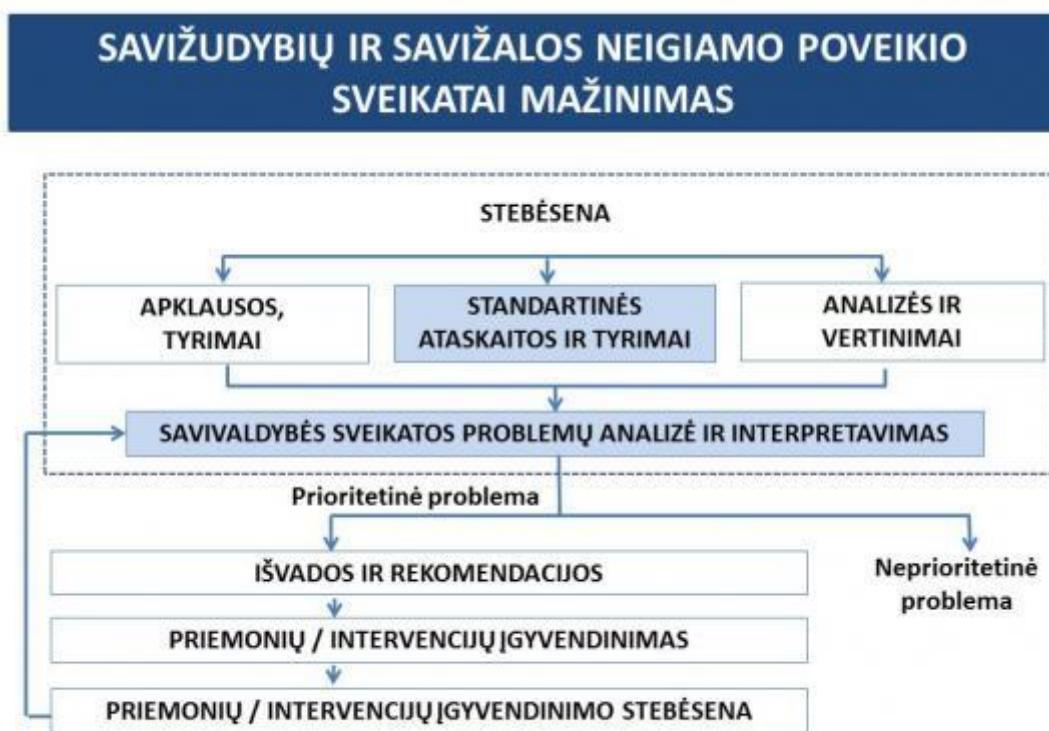 SAVIŽUDYBIŲ IR SAVIŽALOS NEIGIAMO POVEIKIO
SVEIKATAI MAŽINIMAS
STEBĖSENA
APKLAUSOS,
TYRIMAI
STANDARTINĖS
ATASKAITOS IR TYRIMAI
ANALIZĖS IR
VERTINIMAI
SAVIVALDYBĖS SVEIKATOS PROBLEMŲ ANALIZĖ IR INTERPRETAVIMAS
Prioritetinė problema
IŠVADOS IR REKOMENDACIJOS
Neprioritetinė
problema
PRIEMONIŲ / INTERVENCIJŲ ĮGYVENDINIMAS
PRIEMONIŲ / INTERVENCIJŲ ĮGYVENDINIMO STEBĖSENA